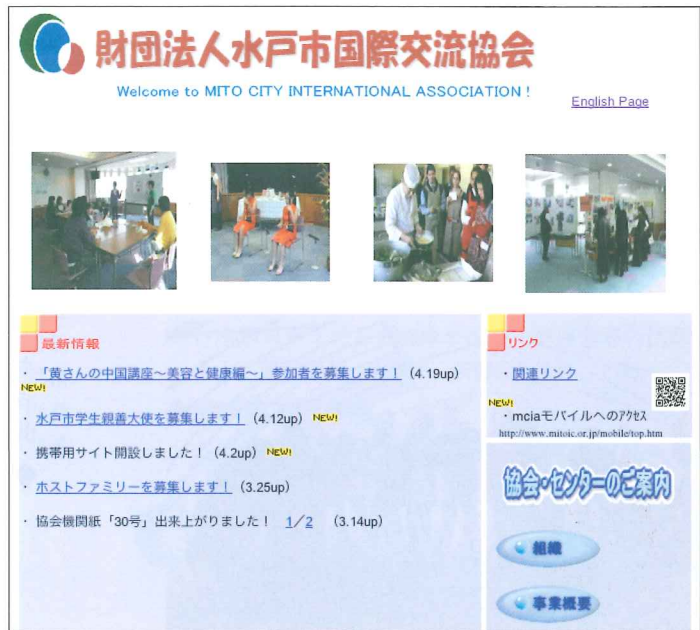 財団法人水戸市国際交流協会
Welcome to MITO CITY INTERNATIONAL ASSOCIATION !
English Page
最新情報
・「黄さんの中国講座～美容と健康編～」参加者を募集します！ (4.19up)
NEW!
・水戸市学生親善大使を募集します！ (4.12up) NEW!
・携帯用サイト開設しました！ (4.2up) NEW!
・ホストファミリーを募集します！ (3.25up)
・協会機関紙「30号」出来上がりました！ 1／2 (3.14up)
リンク
・関連リンク
NEW!
・mciaモバイルへのアクセス
http://www.mitoic.or.jp/mobile/top.htm
協会・センターのご案内
組織
事業概要